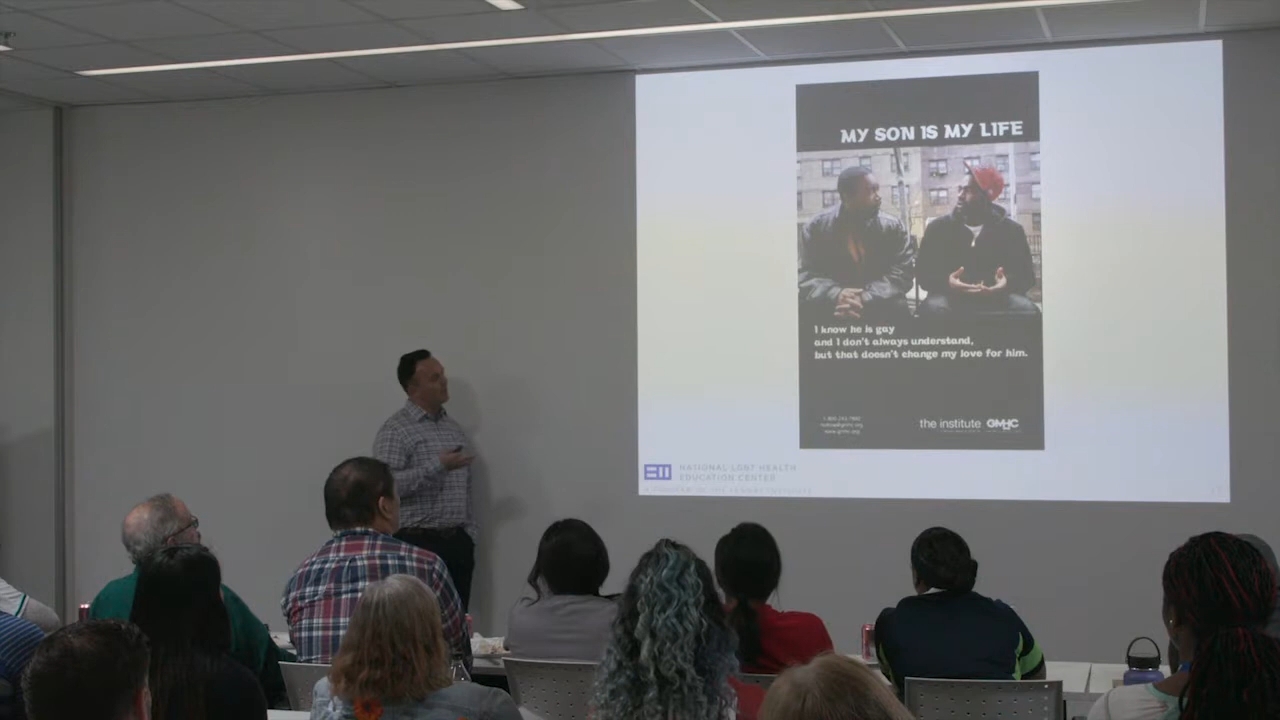 MY SON IS MY LIFE
I know he is gay
and I don't always understand,
but that doesn't change my love for him.
the institute GMHC
NATIONAL LGBT HEALTH
EDUCATION CENTER